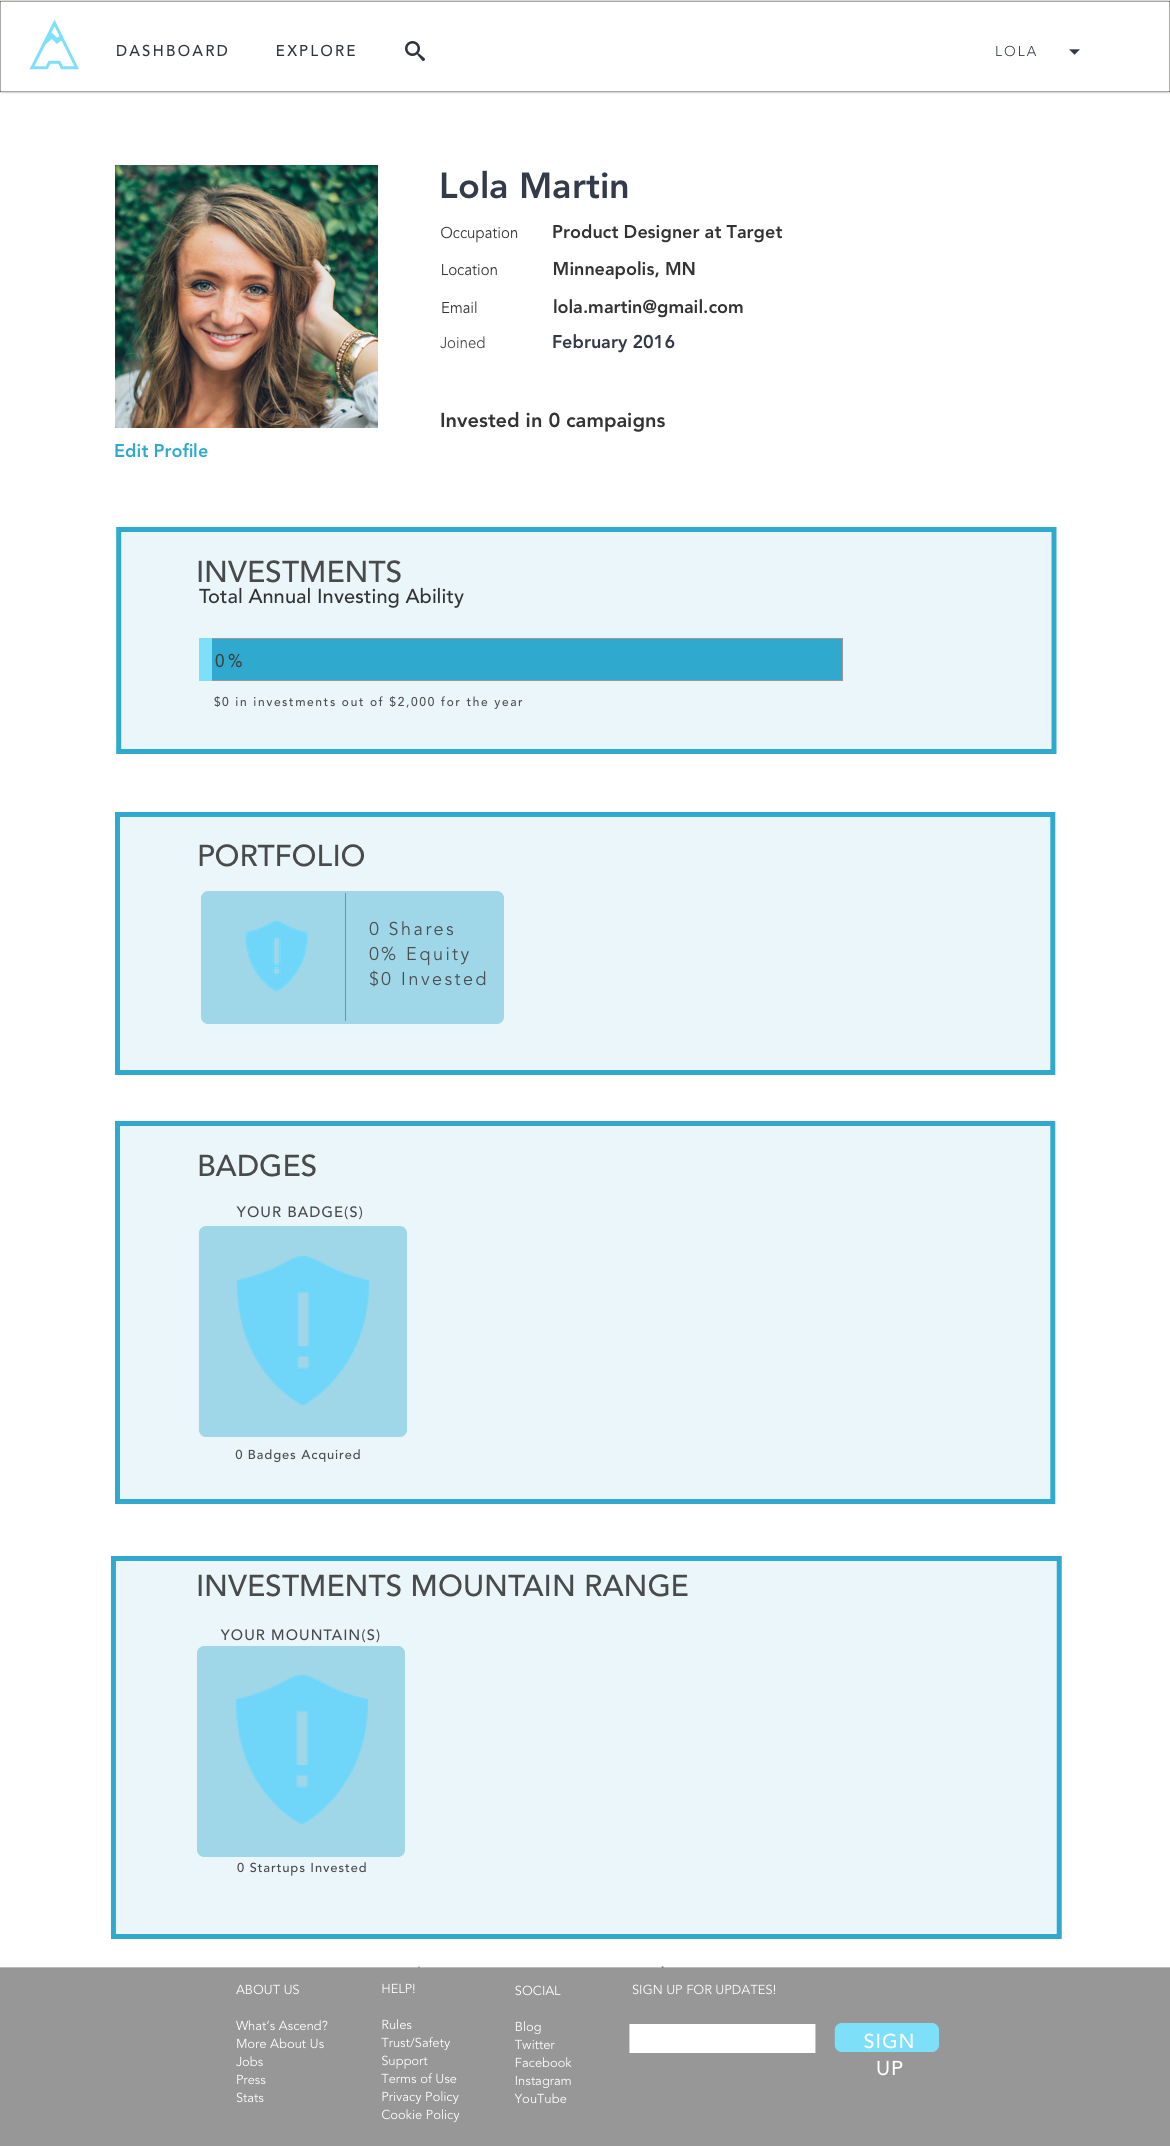 DASHBOARD EXPLORE LOLA
Lola Martin
Occupation Product Designer at Target
Location Minneapolis, MN
Email lola.martin@gmail.com
Joined February 2016
Invested in 0 campaigns
Edit Profile
INVESTMENTS
Total Annual Investing Ability
0%
$0 in investments out of $2,000 for the year
PORTFOLIO
0 Shares
0% Equity
$0 Invested
BADGES
YOUR BADGE(S)
0 Badges Acquired
INVESTMENTS MOUNTAIN RANGE
YOUR MOUNTAIN(S)
0 Startups Invested
ABOUT US
What's Ascend?
More About Us
Jobs
Press
Stats
HELP!
Rules
Trust/Safety
Support
Terms of Use
Privacy Policy
Cookie Policy
SOCIAL
Blog
Twitter
Facebook
Instagram
YouTube
SIGN UP FOR UPDATES!
SIGN
UP